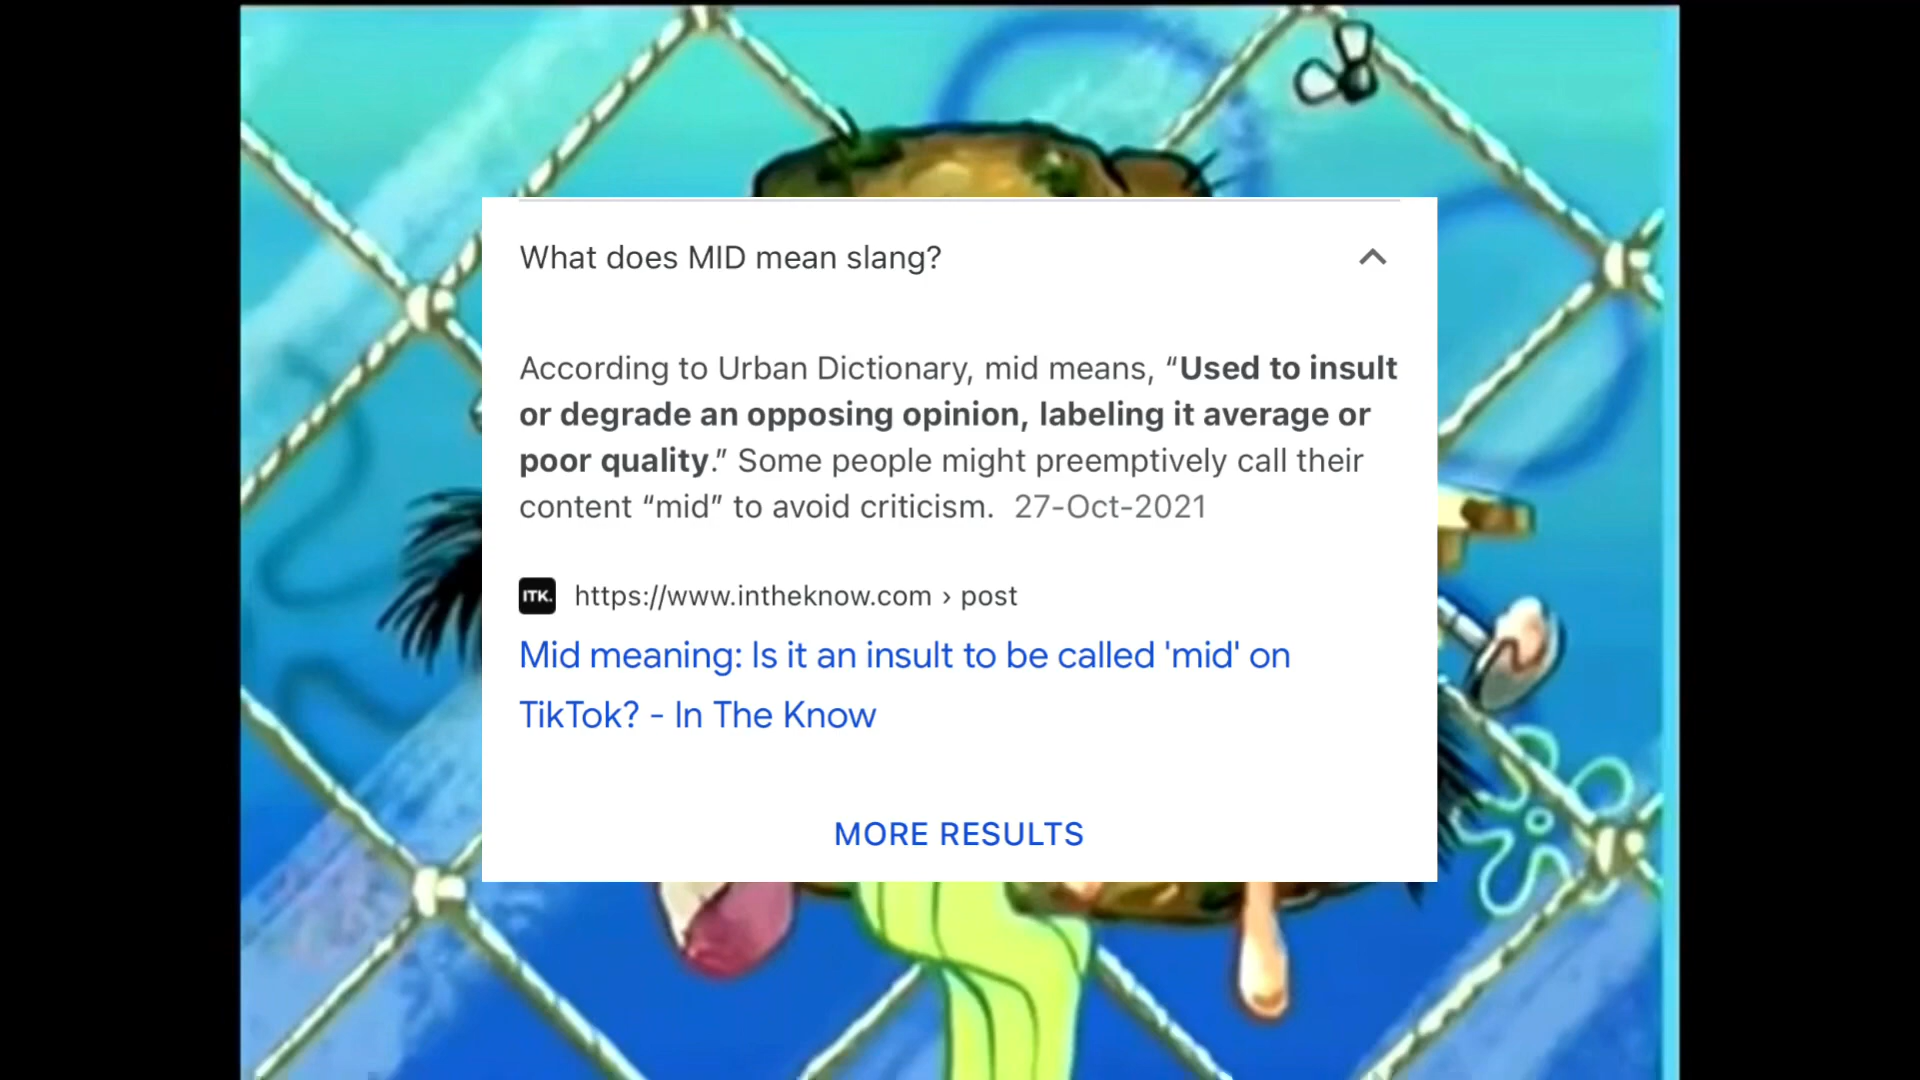 What does MID mean slang?
According to Urban Dictionary, mid means, “Used to insult
or degrade an opposing opinion, labeling it average or
poor quality.” Some people might preemptively call their
content “mid” to avoid criticism. 27-Oct-2021
ITK. https://www.intheknow.com › post
Mid meaning: Is it an insult to be called 'mid' on
TikTok? - In The Know
MORE RESULTS